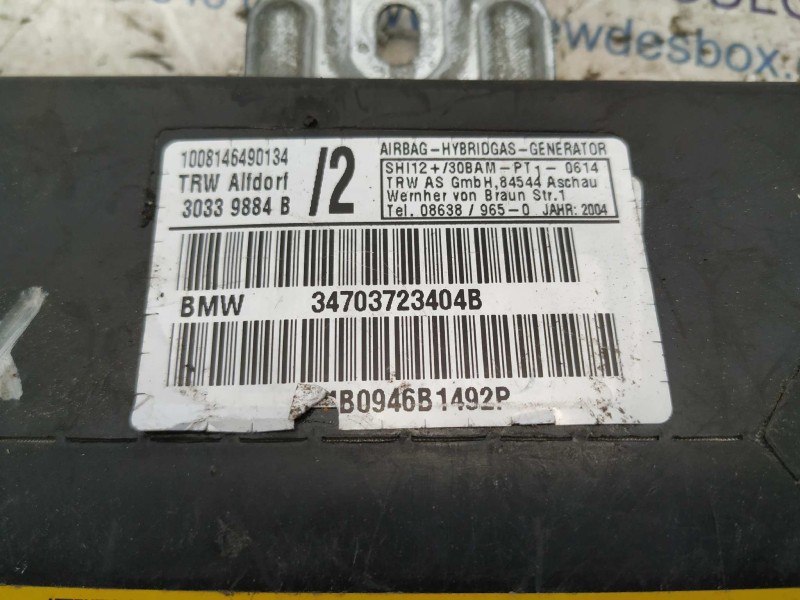 ewdesbox.c
1008146490134
TRW Alfdorf
3033 9884 B
/2
AIRBAG-HYBRIDGAS-GENERATOR
SHI12+/30BAM-PT1-0614
TRW AS GmbH,84544 Aschau
Wernher von Braun Str.1
Tel. 08638 / 965-0 JAHR: 2004
BMW 34703723404B
B0946B1492P